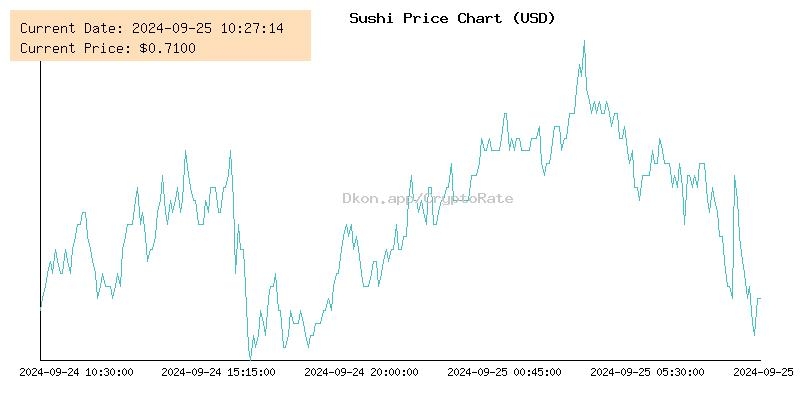 Sushi Price Chart (USD)
Current Date: 2024-09-25 10:27:14
Current Price: $0.7100
Dkon.app/CryptoRate
2024-09-24 10:30:00 2024-09-24 15:15:00 2024-09-24 20:00:00 2024-09-25 00:45:00 2024-09-25 05:30:00 2024-09-25